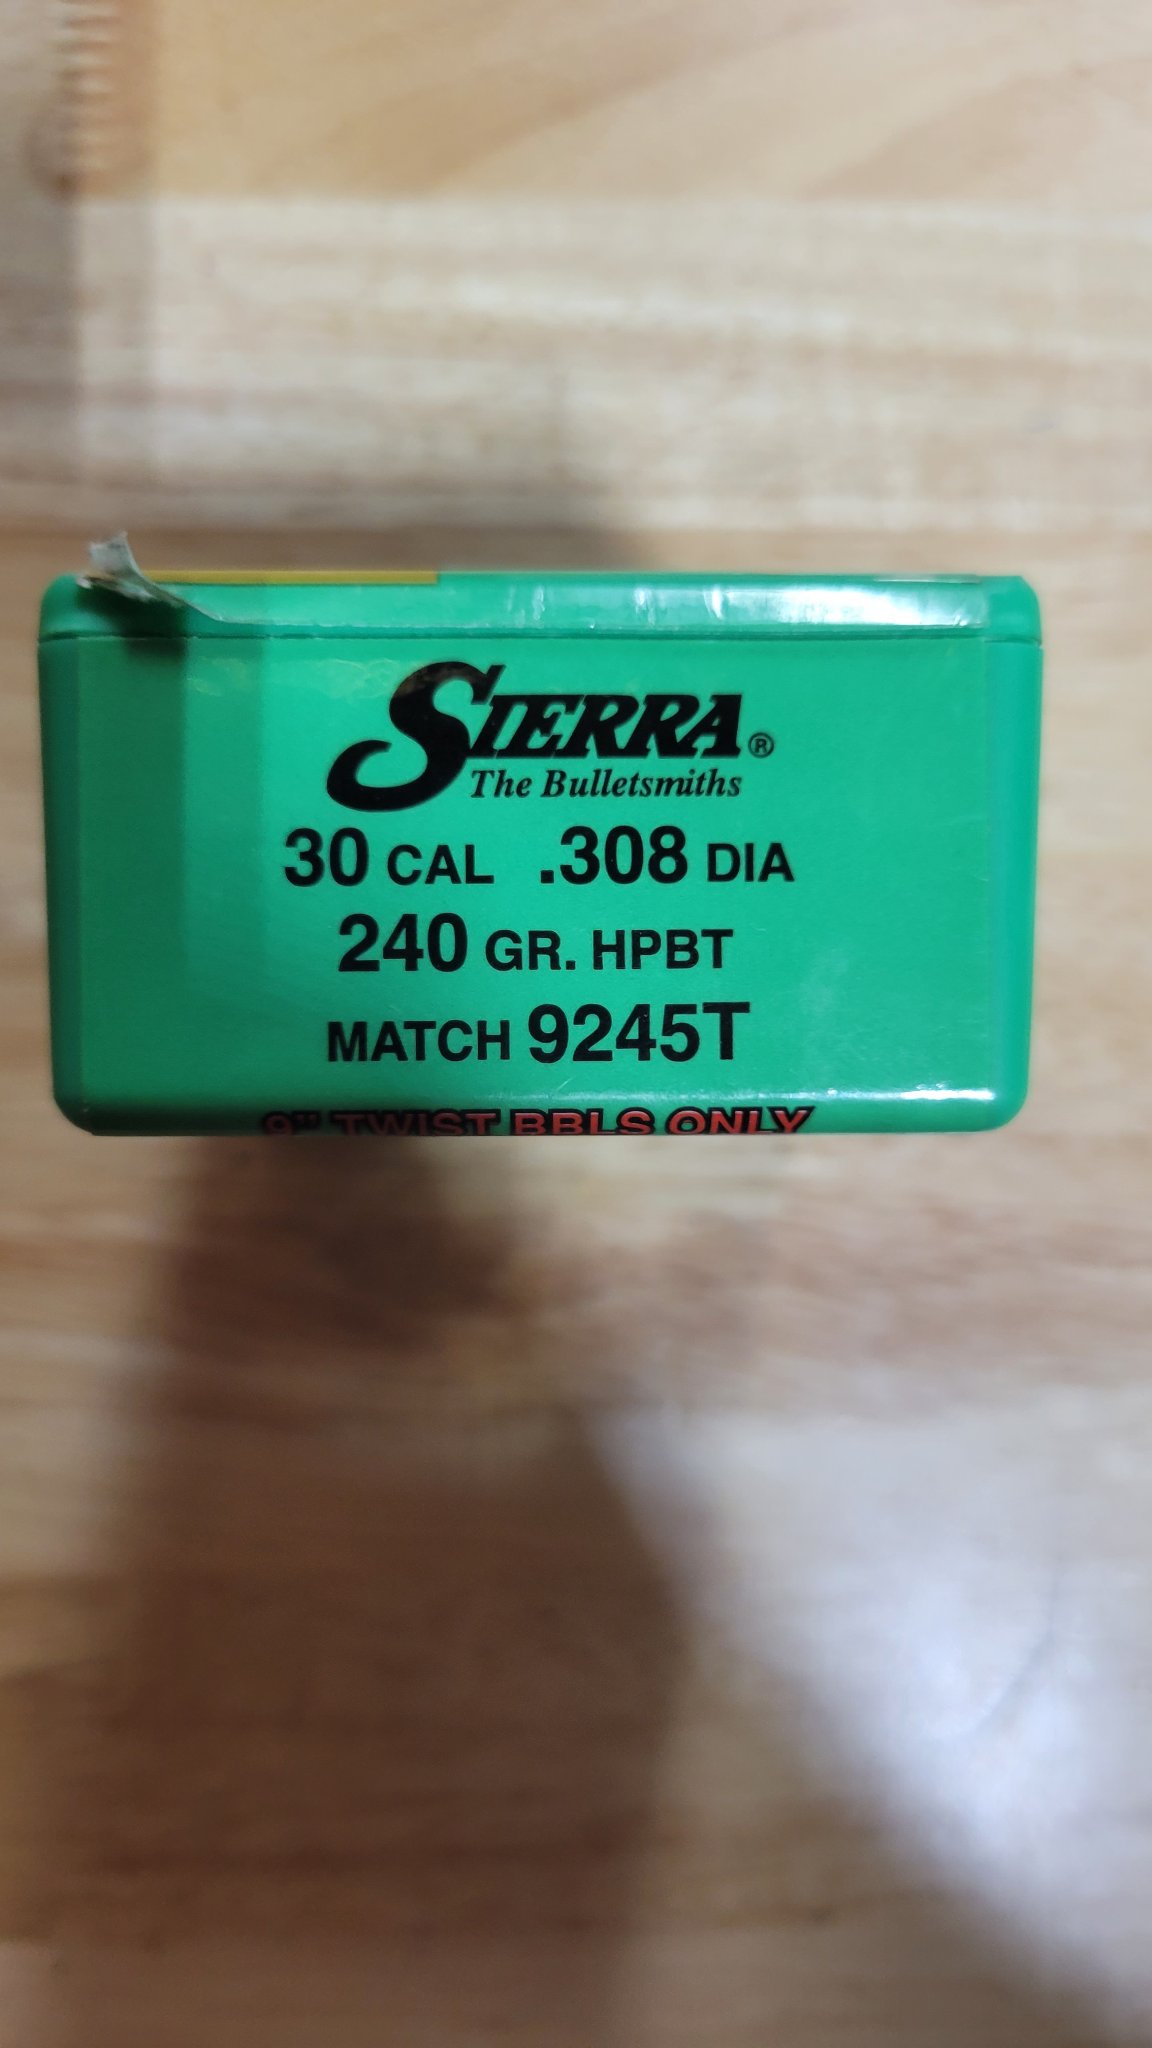 SIERRA®
The Bulletsmiths
30 CAL .308 DIA
240 GR. HPBT
MATCH 9245T
9" TWIST BBLS ONLY